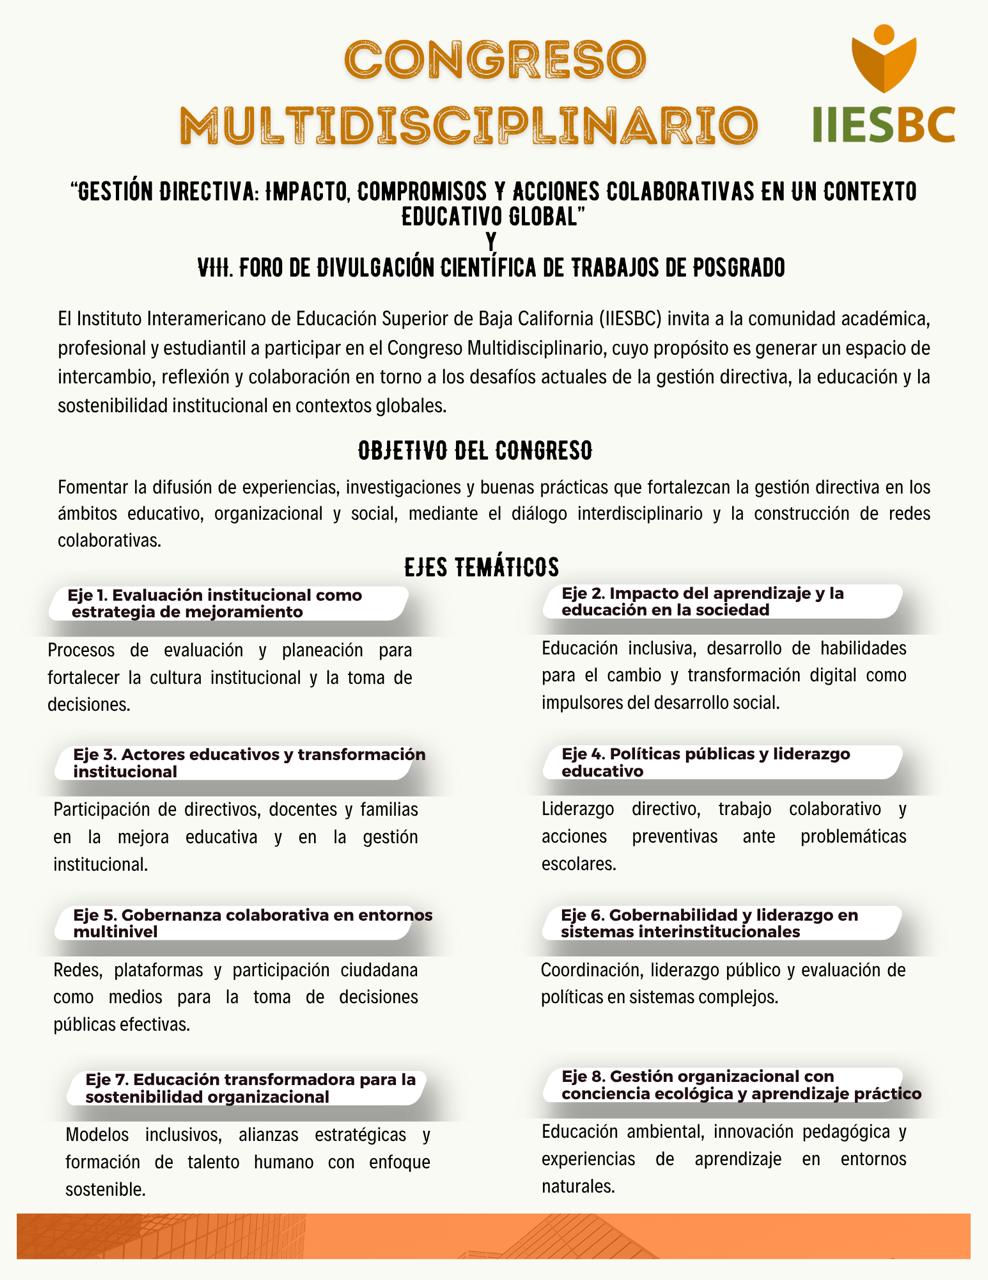 CONGRESO
MULTIDISCIPLINARIO
IIESBC
“GESTIÓN DIRECTIVA: IMPACTO, COMPROMISOS Y ACCIONES COLABORATIVAS EN UN CONTEXTO
EDUCATIVO GLOBAL”
Y
VIII. FORO DE DIVULGACIÓN CIENTÍFICA DE TRABAJOS DE POSGRADO
El Instituto Interamericano de Educación Superior de Baja California (IIESBC) invita a la comunidad académica,
profesional y estudiantil a participar en el Congreso Multidisciplinario, cuyo propósito es generar un espacio de
intercambio, reflexión y colaboración en torno a los desafíos actuales de la gestión directiva, la educación y la
sostenibilidad institucional en contextos globales.
OBJETIVO DEL CONGRESO
Fomentar la difusión de experiencias, investigaciones y buenas prácticas que fortalezcan la gestión directiva en los
ámbitos educativo, organizacional y social, mediante el diálogo interdisciplinario y la construcción de redes
colaborativas.
EJES TEMÁTICOS
Eje 1. Evaluación institucional como
estrategia de mejoramiento
Procesos de evaluación y planeación para
fortalecer la cultura institucional y la toma de
decisiones.
Eje 2. Impacto del aprendizaje y la
educación en la sociedad
Educación inclusiva, desarrollo de habilidades
para el cambio y transformación digital como
impulsores del desarrollo social.
Eje 3. Actores educativos y transformación
institucional
Participación de directivos, docentes y familias
en la mejora educativa y en la gestión
institucional.
Eje 4. Políticas públicas y liderazgo
educativo
Liderazgo directivo, trabajo colaborativo y
acciones preventivas ante problemáticas
escolares.
Eje 5. Gobernanza colaborativa en entornos
multinivel
Redes, plataformas y participación ciudadana
como medios para la toma de decisiones
públicas efectivas.
Eje 6. Gobernabilidad y liderazgo en
sistemas interinstitucionales
Coordinación, liderazgo público y evaluación de
políticas en sistemas complejos.
Eje 7. Educación transformadora para la
sostenibilidad organizacional
Modelos inclusivos, alianzas estratégicas y
formación de talento humano con enfoque
sostenible.
Eje 8. Gestión organizacional con
conciencia ecológica y aprendizaje práctico
Educación ambiental, innovación pedagógica y
experiencias de aprendizaje en entornos
naturales.